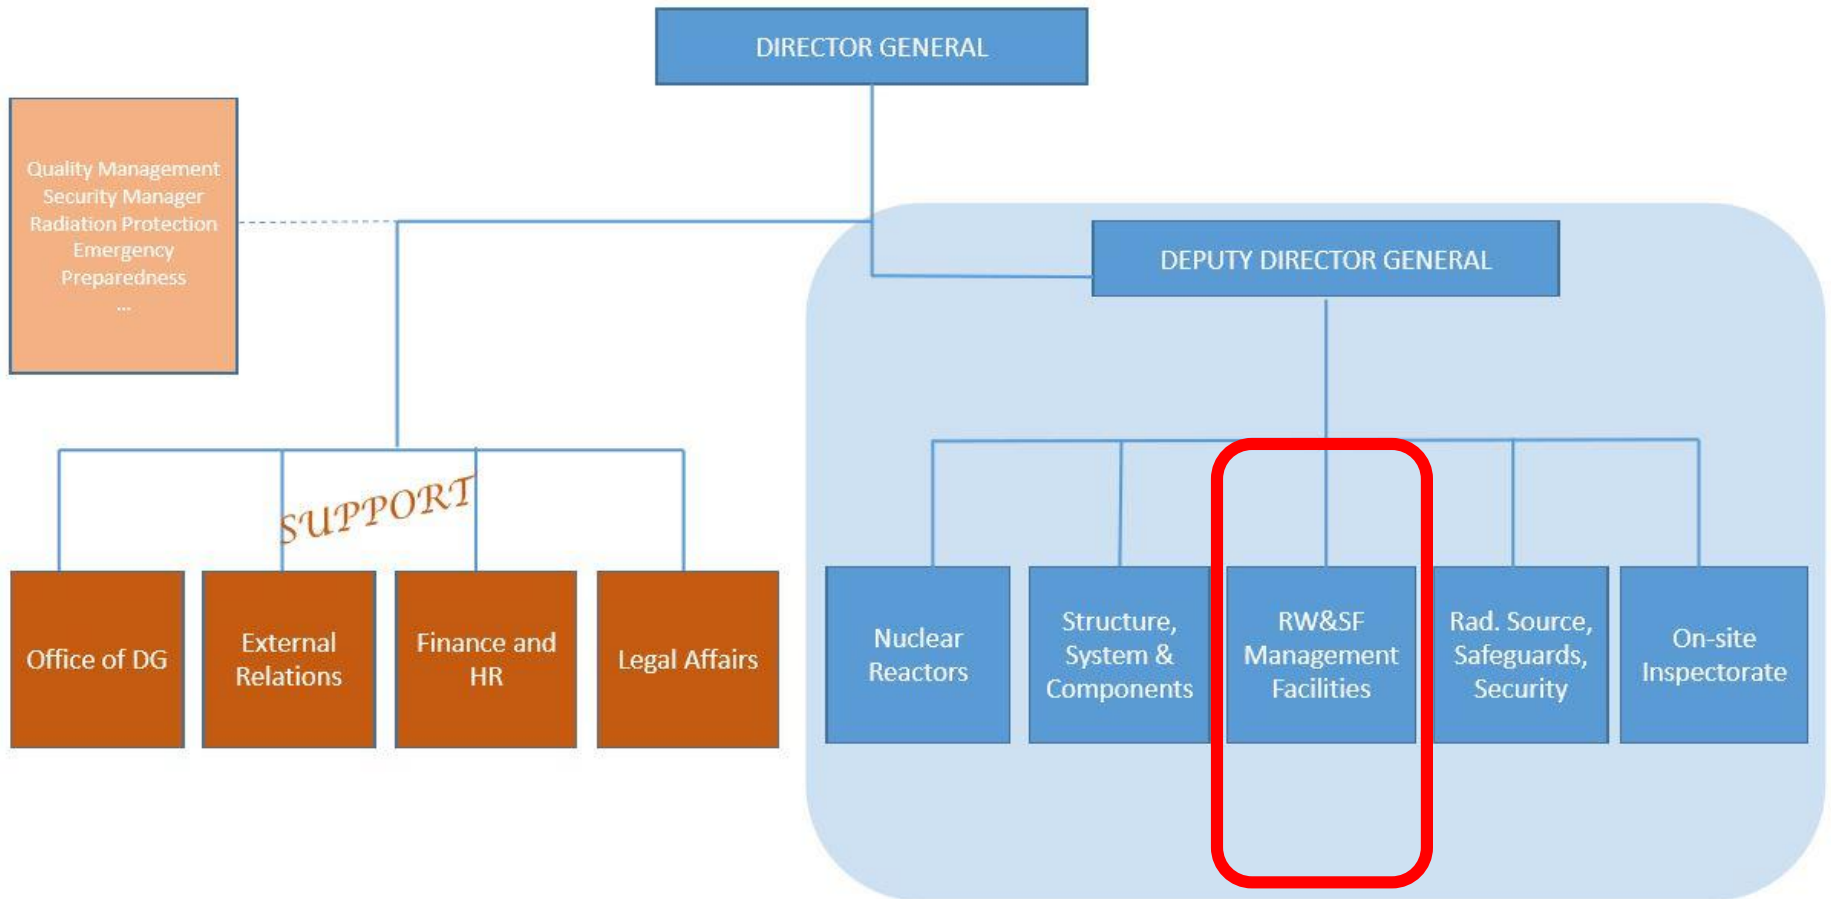 DIRECTOR GENERAL
Quality Management
Security Manager
Radiation Protection
Emergency
Preparedness
...
DEPUTY DIRECTOR GENERAL
SUPPORT
Office of DG
External
Relations
Finance and
HR
Legal Affairs
Nuclear
Reactors
Structure,
System &
Components
RW&SF
Management
Facilities
Rad. Source,
Safeguards,
Security
On-site
Inspectorate